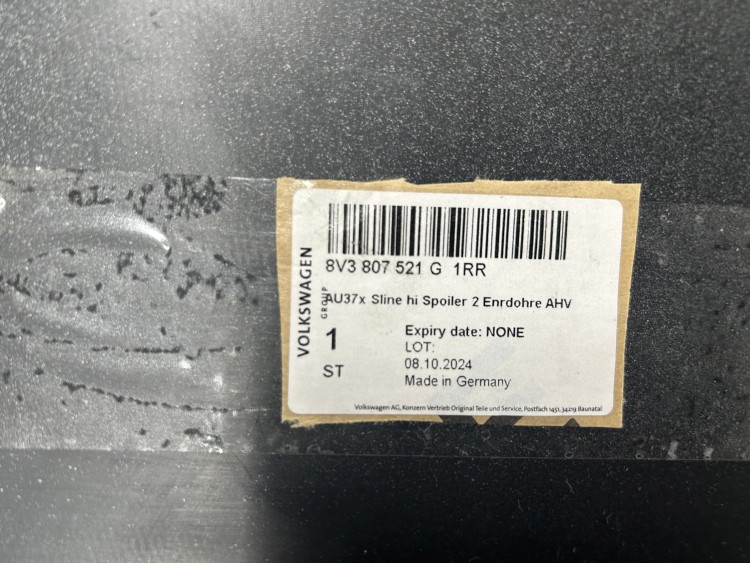 8V3 807 521 G 1RR
AU37x Sline hi Spoiler 2 Enrdohre AHV
VOLKSWAGEN
GROUP
1
ST
Expiry date: NONE
LOT:
08.10.2024
Made in Germany
Volkswagen AG, Konzern Vertrieb Original Teile und Service, Postfach 1451, 34219 Baunatal